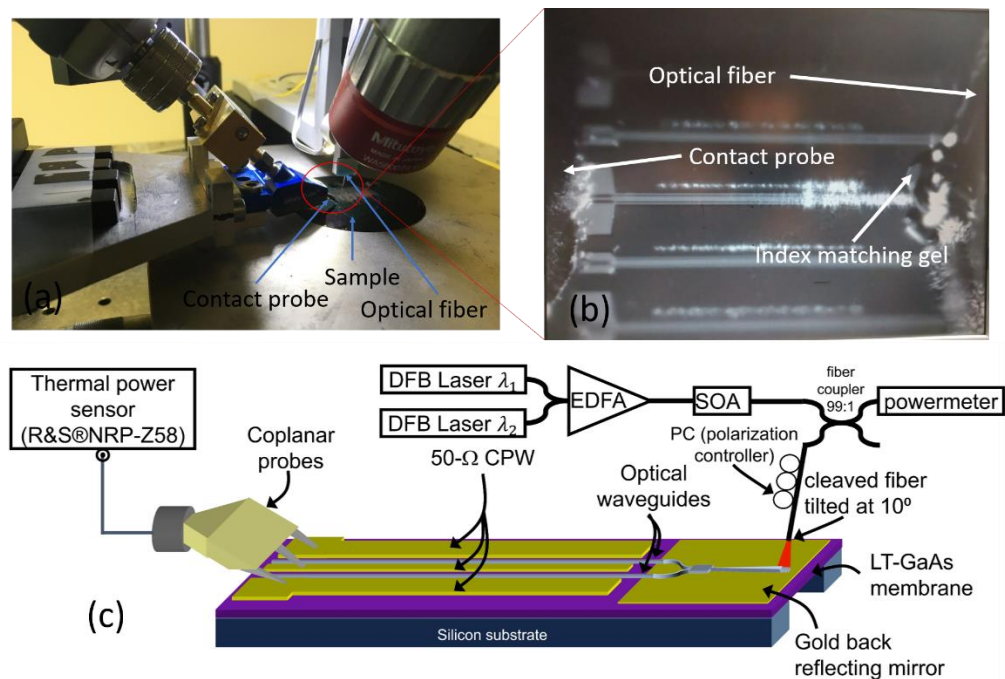 Mitutoyo
(a)
Sample
Contact probe
Optical fiber
Optical fiber
Contact probe
Index matching gel
(b)
Thermal power
sensor
(R&S®NRP-Z58)
Coplanar
probes
DFB Laser λ1
DFB Laser λ2
EDFA
SOA
fiber
coupler
99:1
powermeter
50-Ω CPW
PC (polarization
controller)
Optical
waveguides
cleaved fiber
tilted at 10º
LT-GaAs
membrane
(c)
Silicon substrate
Gold back
reflecting mirror